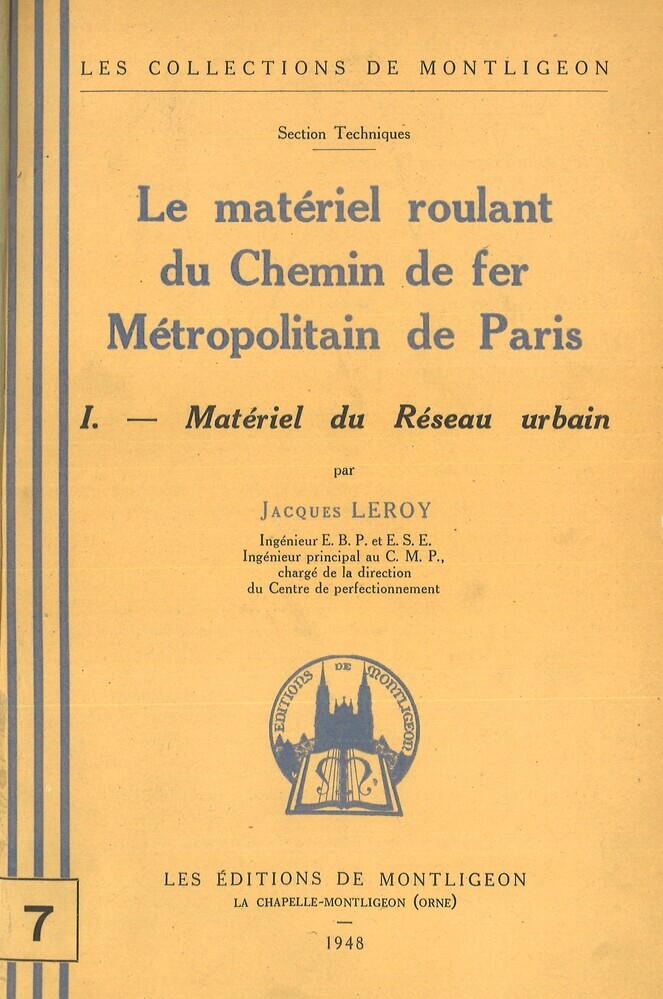 LES COLLECTIONS DE MONTLIGEON
Section Techniques
Le matériel roulant
du Chemin de fer
Métropolitain de Paris
I. — Matériel du Réseau urbain
par
JACQUES LEROY
Ingénieur E. B. P. et E. S. E.
Ingénieur principal au C. M. P.,
chargé de la direction
du Centre de perfectionnement
EDITIONS DE MONTLIGEON
LES ÉDITIONS DE MONTLIGEON
LA CHAPELLE-MONTLIGEON (ORNE)
1948
7